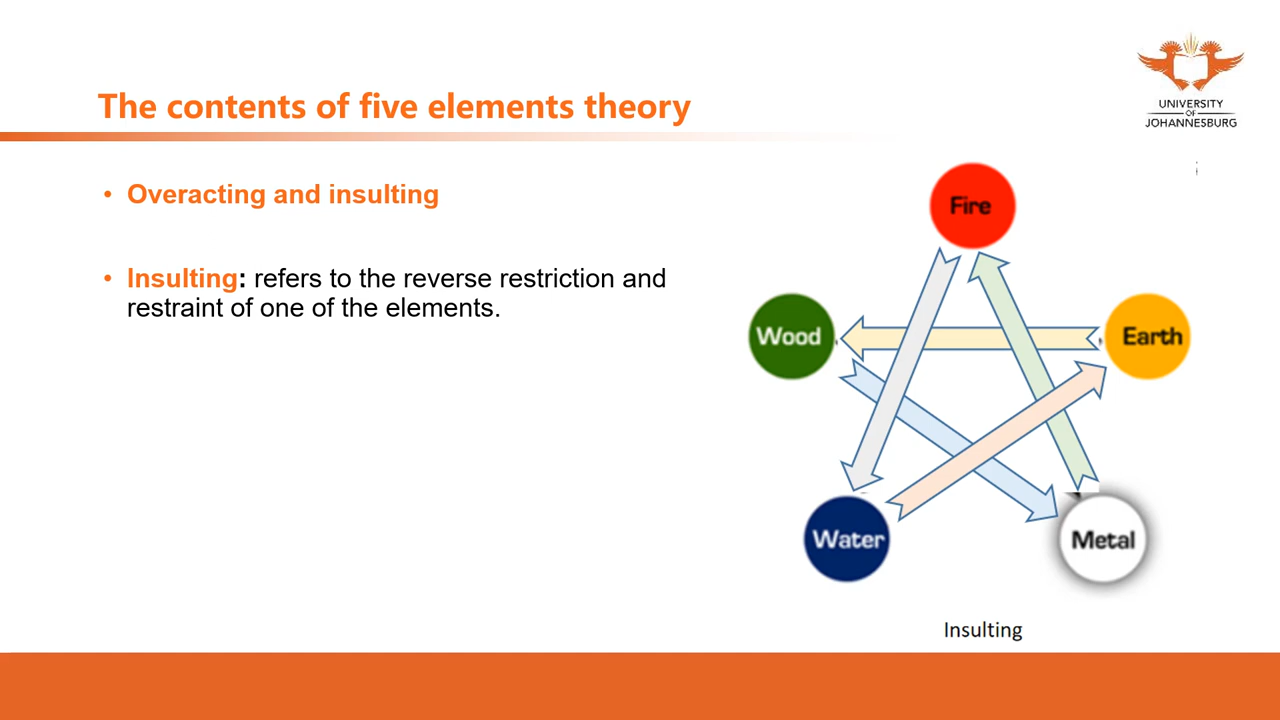 UNIVERSITY
OF
JOHANNESBURG
The contents of five elements theory
• Overacting and insulting
• Insulting: refers to the reverse restriction and
restraint of one of the elements.
Fire
Wood
Earth
Water
Metal
Insulting